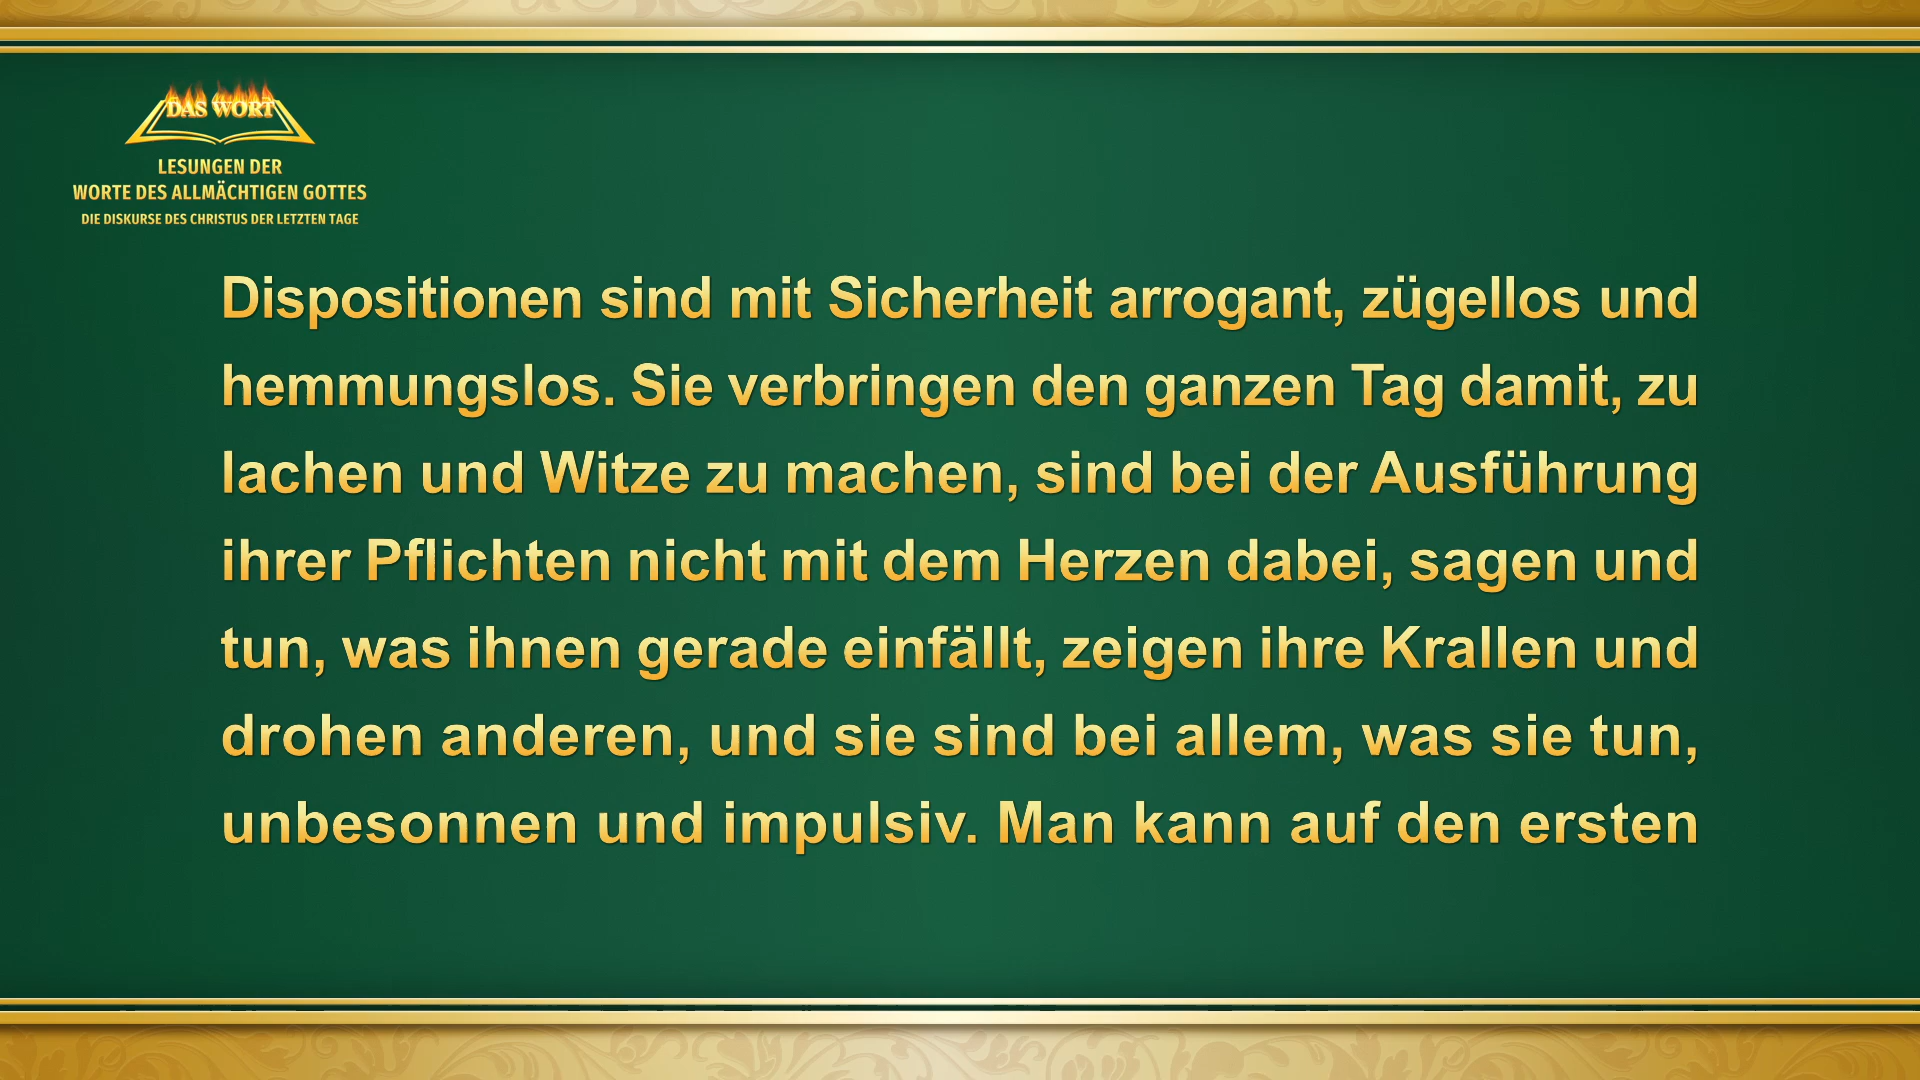 DAS WORT
LESUNGEN DER
WORTE DES ALLMÄCHTIGEN GOTTES
DIE DISKURSE DES CHRISTUS DER LETZTEN TAGE
Dispositionen sind mit Sicherheit arrogant, zügellos und
hemmungslos. Sie verbringen den ganzen Tag damit, zu
lachen und Witze zu machen, sind bei der Ausführung
ihrer Pflichten nicht mit dem Herzen dabei, sagen und
tun, was ihnen gerade einfällt, zeigen ihre Krallen und
drohen anderen, und sie sind bei allem, was sie tun,
unbesonnen und impulsiv. Man kann auf den ersten